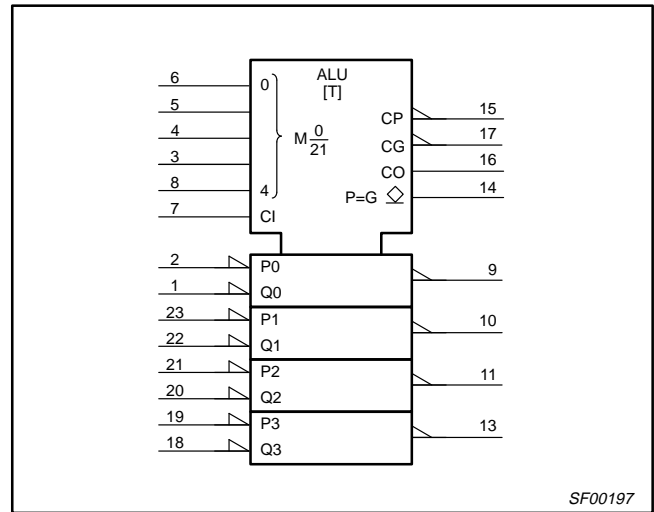 ALU
[T]
6 0
5
4 M 0/21
3
8 4
7 CI
CP 15
CG 17
CO 16
P=G 14
2 P0 9
1 Q0
23 P1 10
22 Q1
21 P2 11
20 Q2
19 P3 13
18 Q3
SF00197